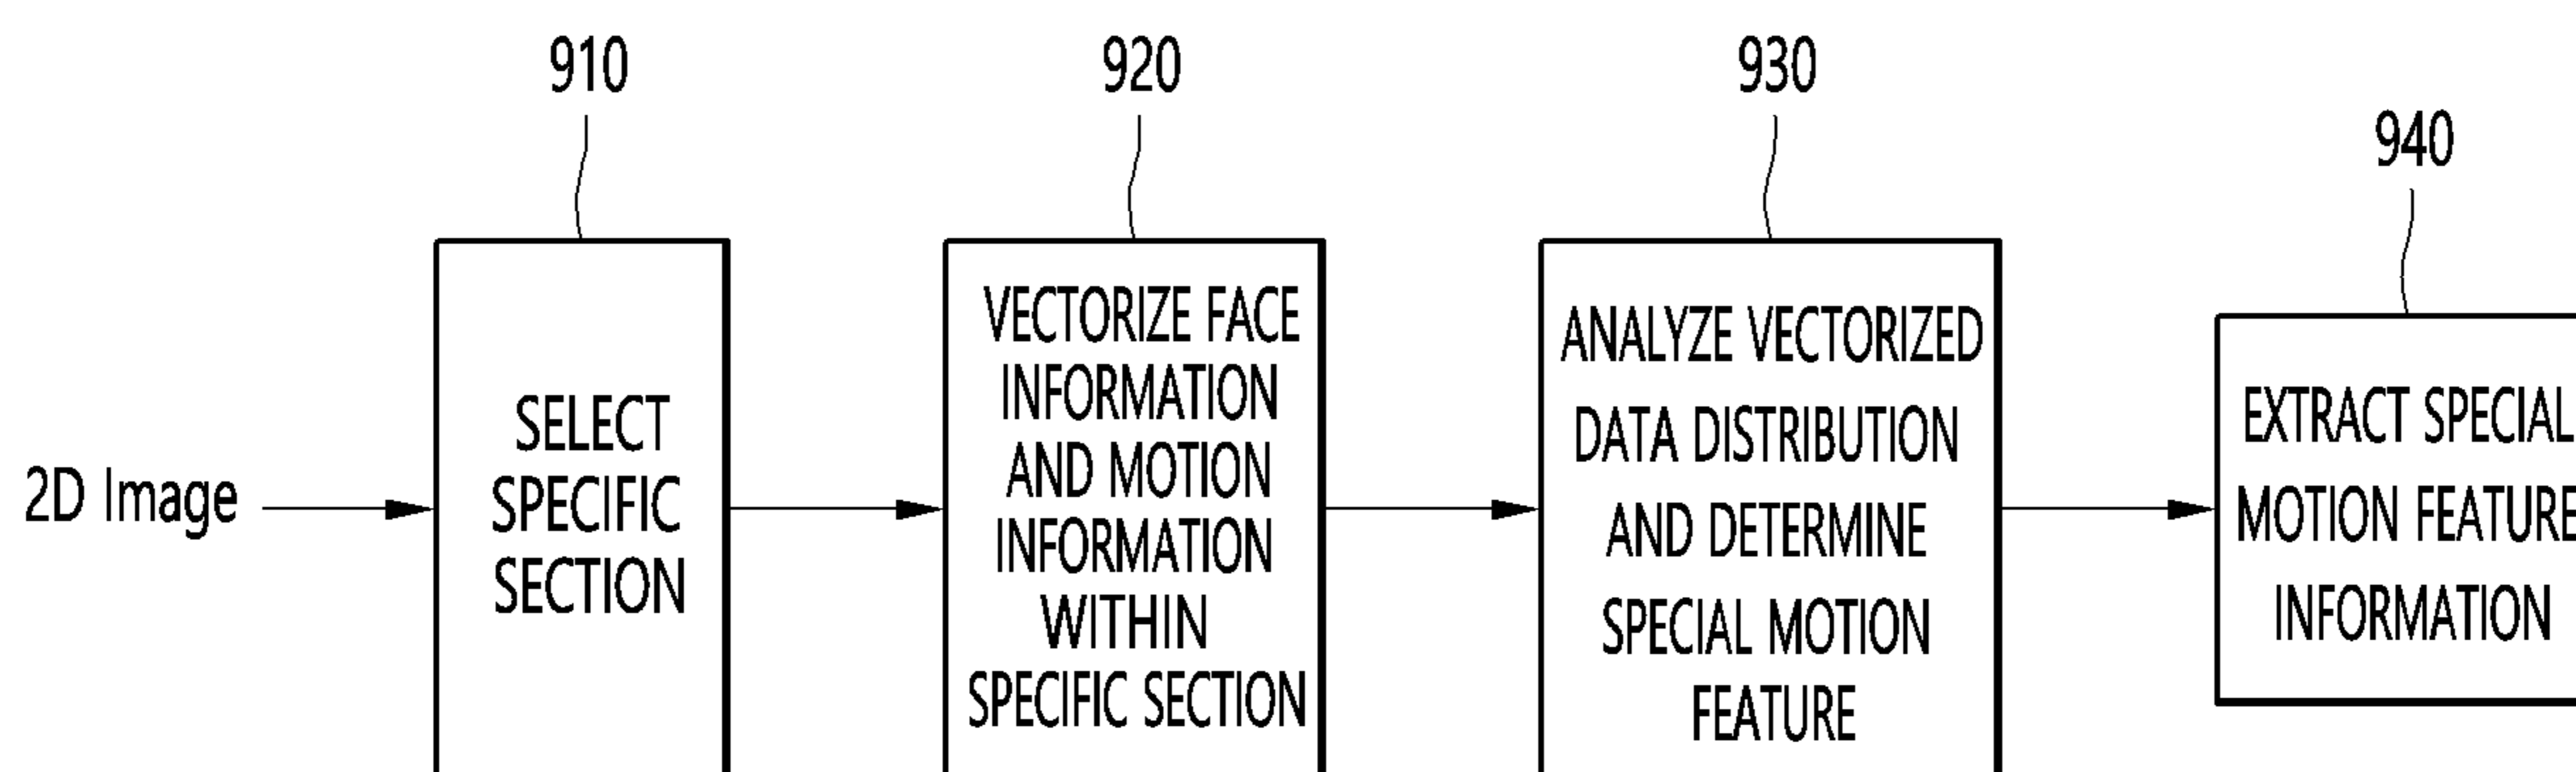 910
920
930
940
2D Image
SELECT
SPECIFIC
SECTION
VECTORIZE FACE
INFORMATION
AND MOTION
INFORMATION
WITHIN
SPECIFIC SECTION
ANALYZE VECTORIZED
DATA DISTRIBUTION
AND DETERMINE
SPECIAL MOTION
FEATURE
EXTRACT SPECIAL
MOTION FEATURE
INFORMATION